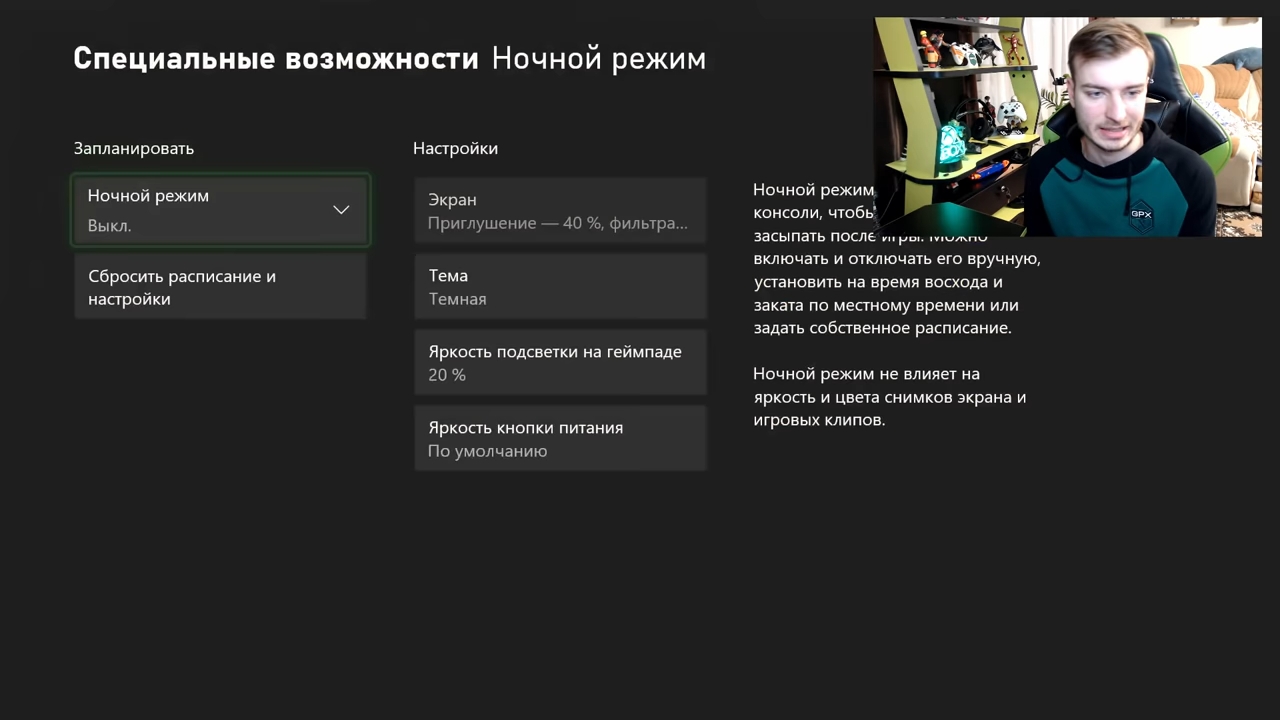 Специальные возможности Ночной режим
Запланировать
Ночной режим
Выкл.
Сбросить расписание и
настройки
Настройки
Экран
Приглушение — 40 %, фильтра...
Тема
Темная
Яркость подсветки на геймпаде
20 %
Яркость кнопки питания
По умолчанию
Ночной режим
консоли, чтобы
засыпать после игры. Можно
включать и отключать его вручную,
установить на время восхода и
заката по местному времени или
задать собственное расписание.
Ночной режим не влияет на
яркость и цвета снимков экрана и
игровых клипов.
GPX